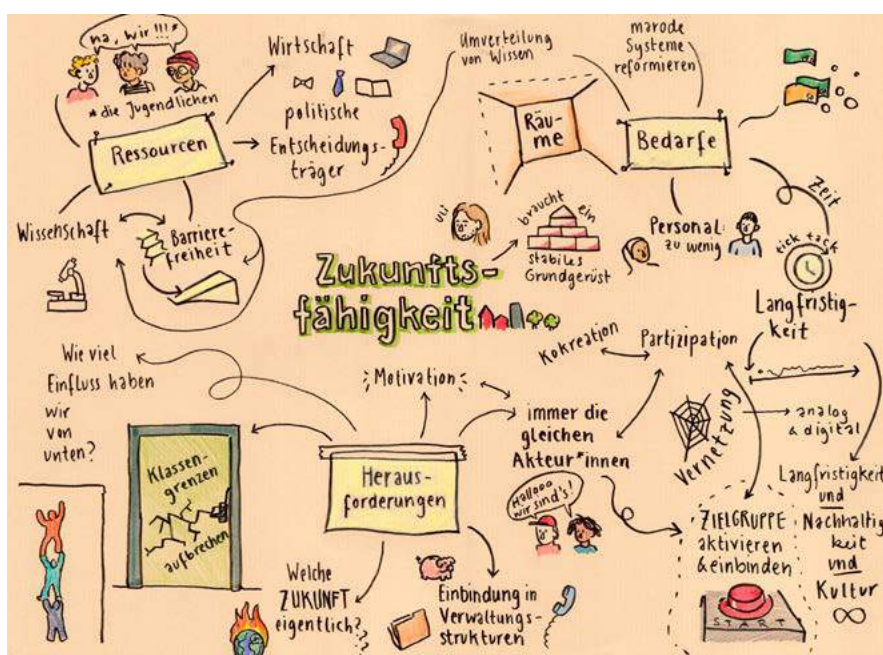 na, wir!!!*
*die Jugendlichen
Ressourcen
Wirtschaft
politische
Entscheidungs-
träger
Wissenschaft
Barriere-
freiheit
Umverteilung
von Wissen
marode
Systeme
reformieren
Räu-
me
Bedarfe
Zeit
tick tack
Personal:
zu wenig
uli
braucht ein
stabiles
Grundgerüst
Zukunfts-
fähigkeit
Langfristig-
keit
Kokreation
Partizipation
Vernetzung
analog
& digital
Langfristigkeit
und
Nachhaltig
keit
und
Kultur
∞
Wie viel
Einfluss haben
wir
von
unten?
Motivation
immer die
gleichen
Akteur*innen
Hallooo
wir sind's!
Klassen-
grenzen
aufbrechen
Heraus-
forderungen
Welche
ZUKUNFT
eigentlich?
Einbindung in
Verwaltungs-
strukturen
ZIELGRUPPE
aktivieren
& einbinden
START